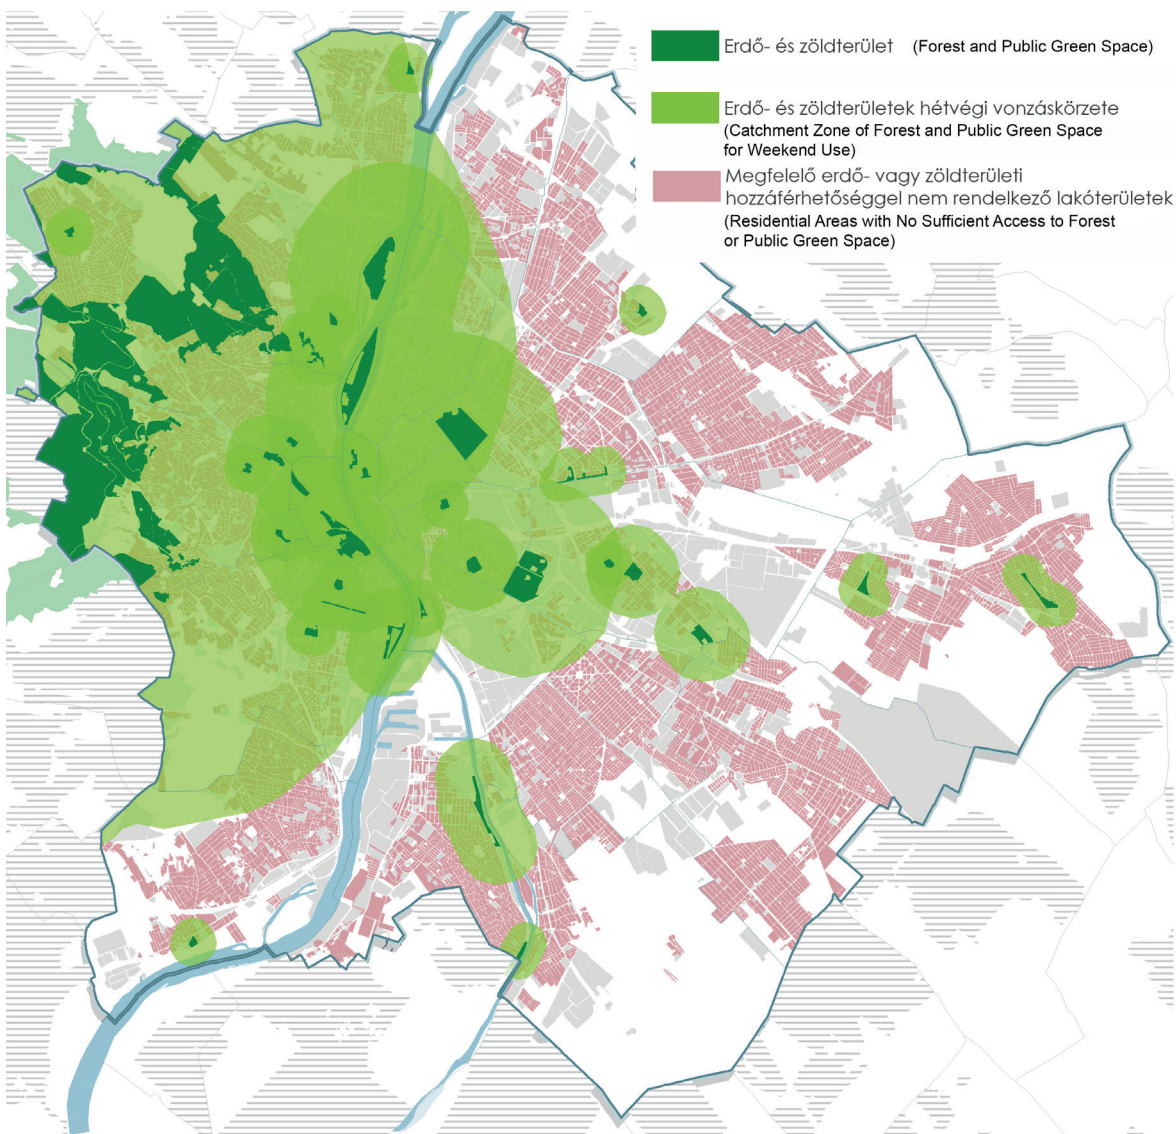 Erdő- és zöldterület (Forest and Public Green Space)
Erdő- és zöldterületek hétvégi vonzáskörzete
(Catchment Zone of Forest and Public Green Space
for Weekend Use)
Megfelelő erdő- vagy zöldterületi
hozzáférhetőséggel nem rendelkező lakóterületek
(Residential Areas with No Sufficient Access to Forest
or Public Green Space)